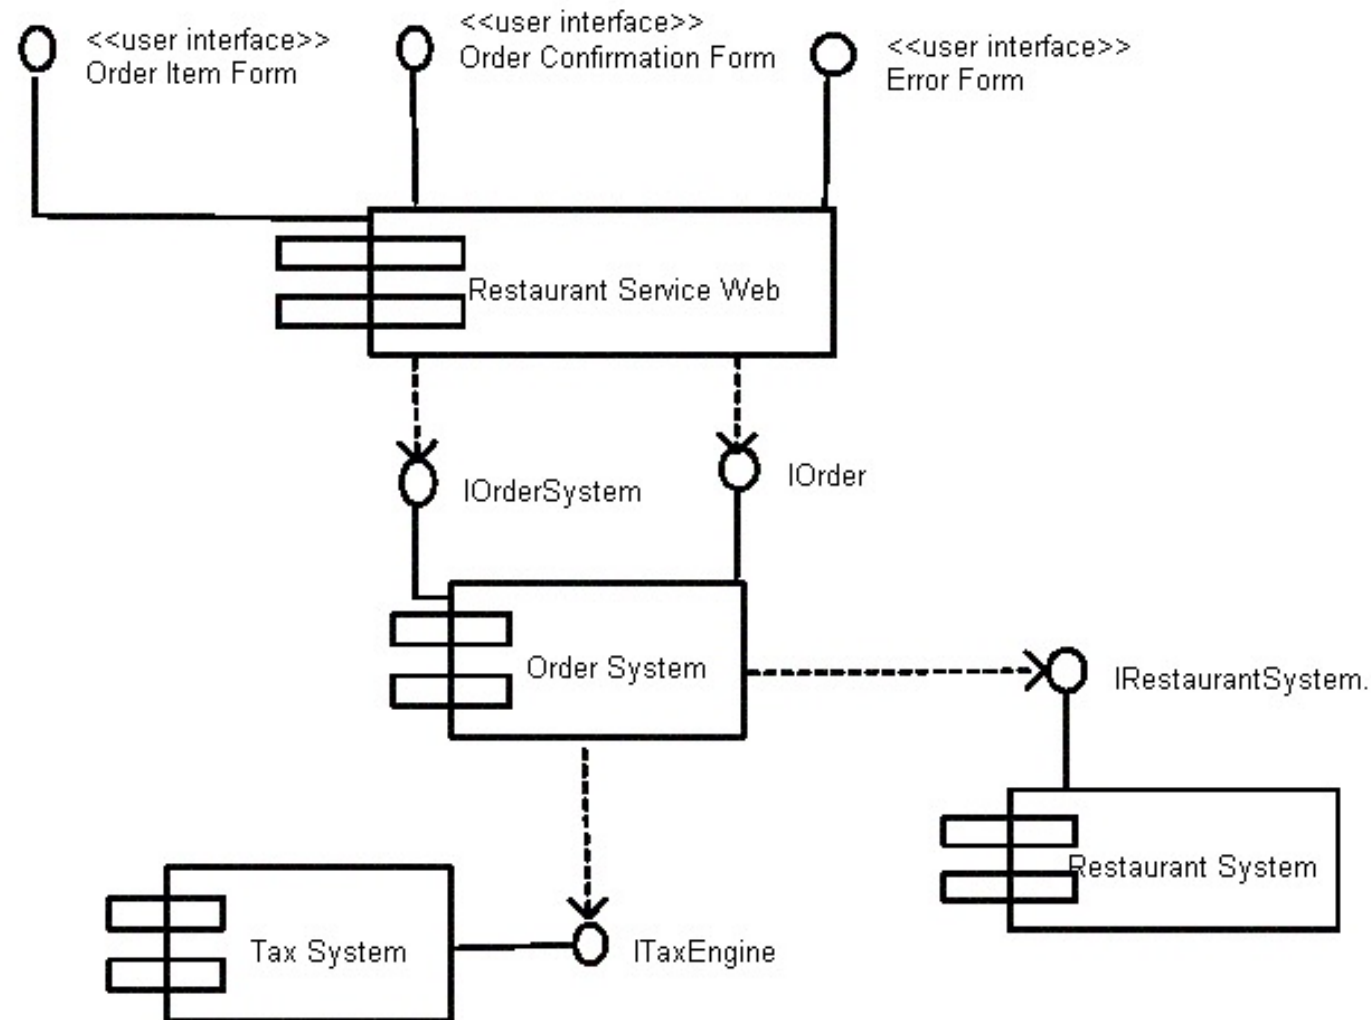 <<user interface>>
Order Item Form
<<user interface>>
Order Confirmation Form
<<user interface>>
Error Form
Restaurant Service Web
IOrderSystem
IOrder
Order System
IRestaurantSystem.
Restaurant System
Tax System
ITaxEngine